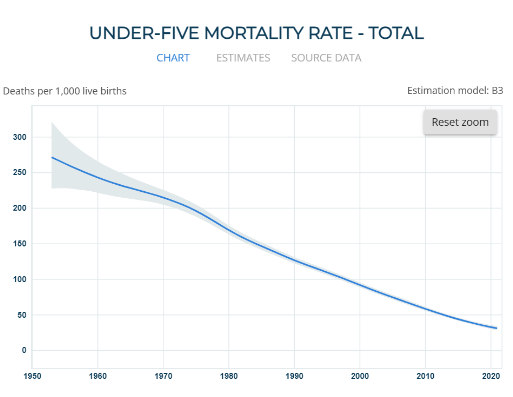 UNDER-FIVE MORTALITY RATE - TOTAL
CHART ESTIMATES SOURCE DATA
Deaths per 1,000 live births Estimation model: B3
Reset zoom
300
250
200
150
100
50
0
1950 1960 1970 1980 1990 2000 2010 2020